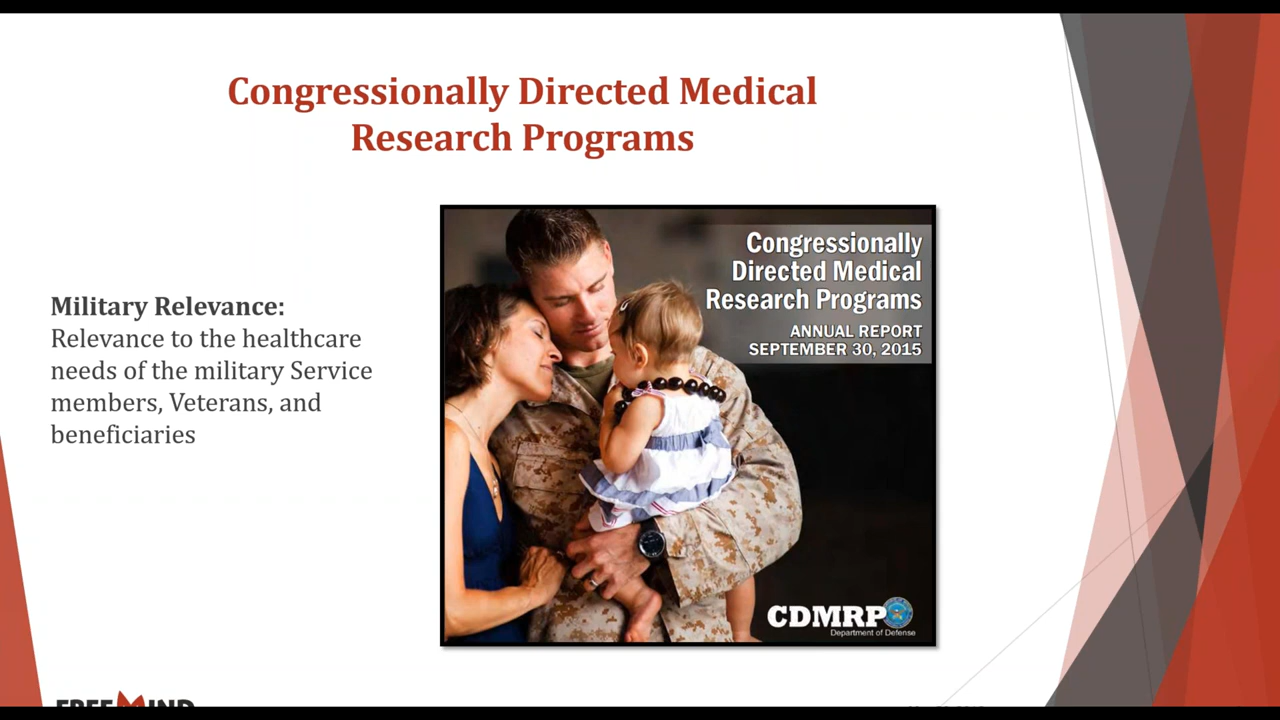 Congressionally Directed Medical
Research Programs
Military Relevance:
Relevance to the healthcare
needs of the military Service
members, Veterans, and
beneficiaries
Congressionally
Directed Medical
Research Programs
ANNUAL REPORT
SEPTEMBER 30, 2015
CDMRP
Department of Defense
FREEMIND